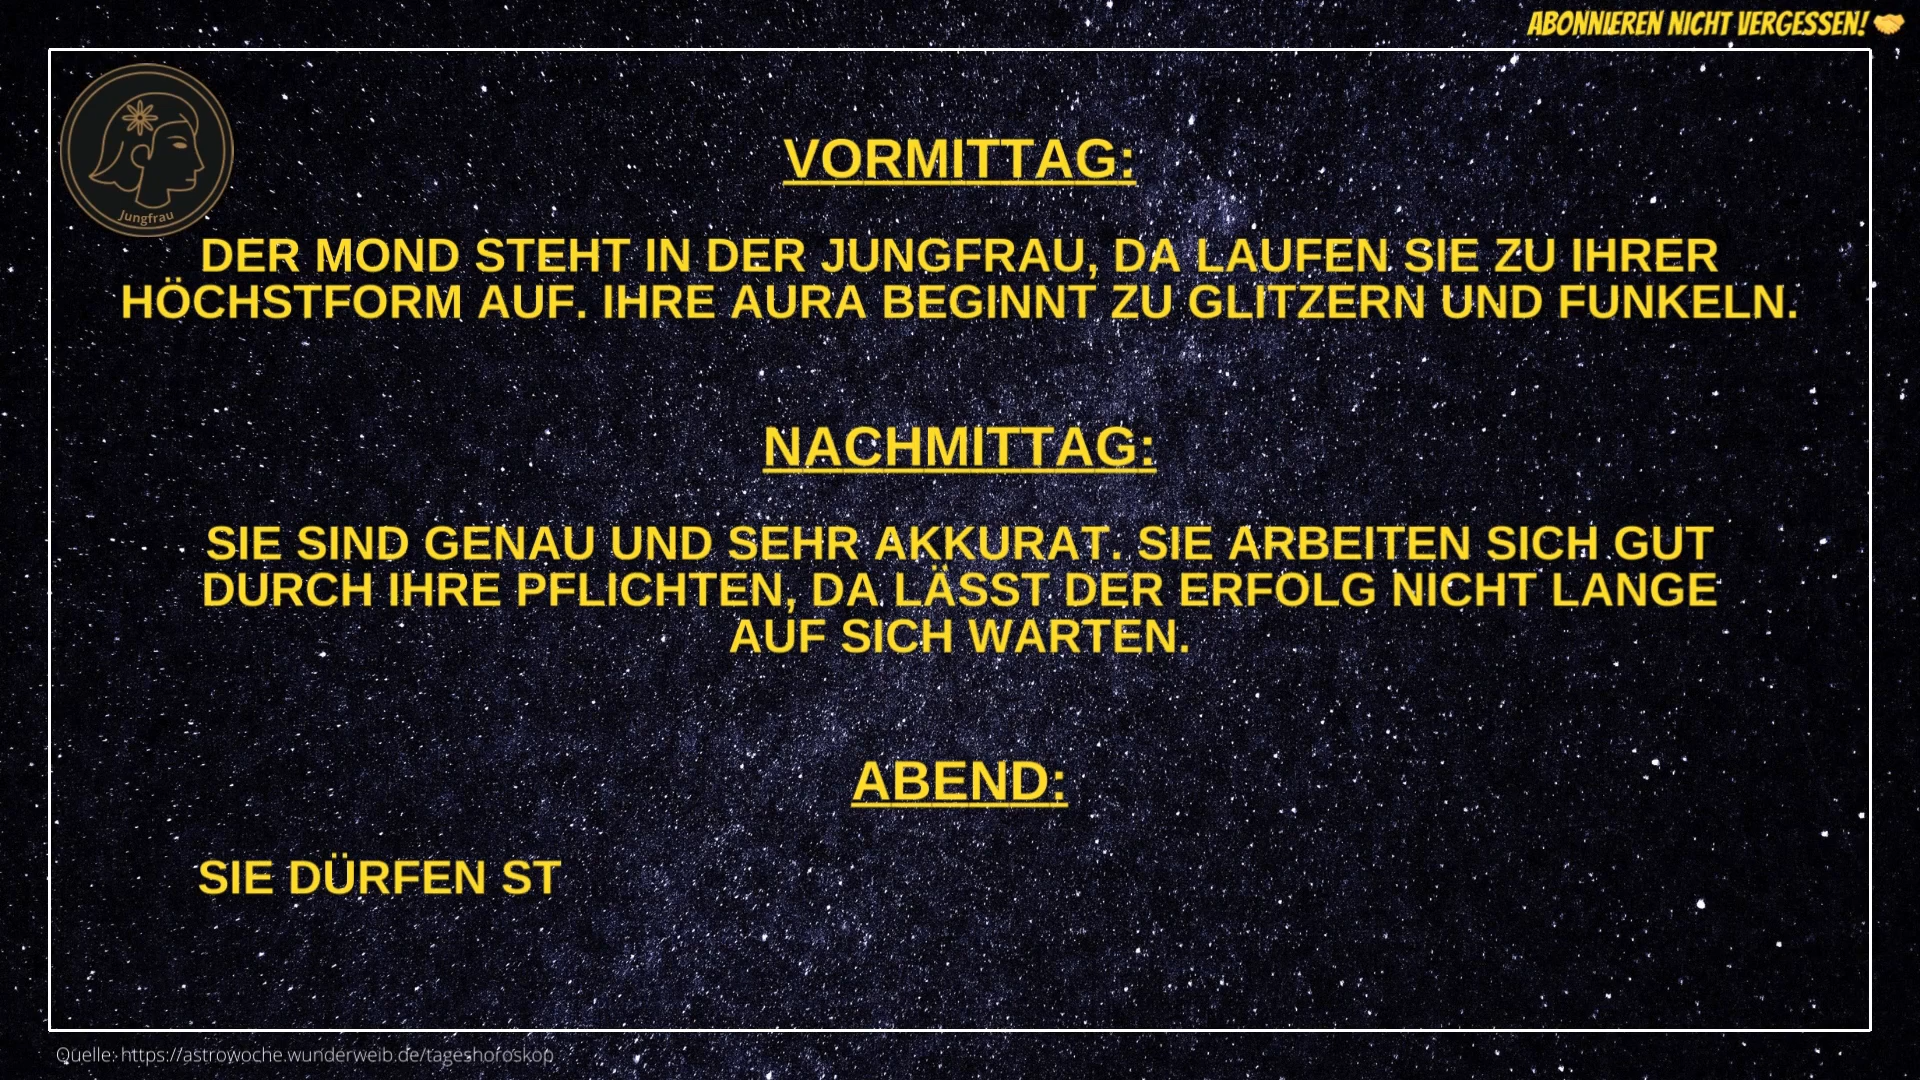 ABONNIEREN NICHT VERGESSEN!
Jungfrau
VORMITTAG:
DER MOND STEHT IN DER JUNGFRAU, DA LAUFEN SIE ZU IHRER
HÖCHSTFORM AUF. IHRE AURA BEGINNT ZU GLITZERN UND FUNKELN.
NACHMITTAG:
SIE SIND GENAU UND SEHR AKKURAT. SIE ARBEITEN SICH GUT
DURCH IHRE PFLICHTEN, DA LÄSST DER ERFOLG NICHT LANGE
AUF SICH WARTEN.
ABEND:
SIE DÜRFEN ST
Quelle: https://astrowoche.wunderweib.de/tageshoroskop